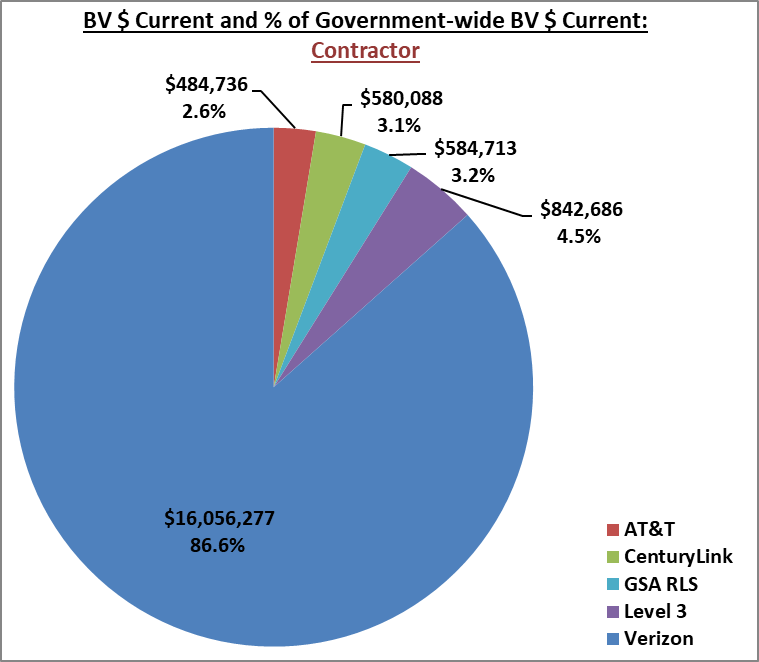 BV $ Current and % of Government-wide BV $ Current:
Contractor
$484,736
2.6%
$580,088
3.1%
$584,713
3.2%
$842,686
4.5%
$16,056,277
86.6%
AT&T
CenturyLink
GSA RLS
Level 3
Verizon